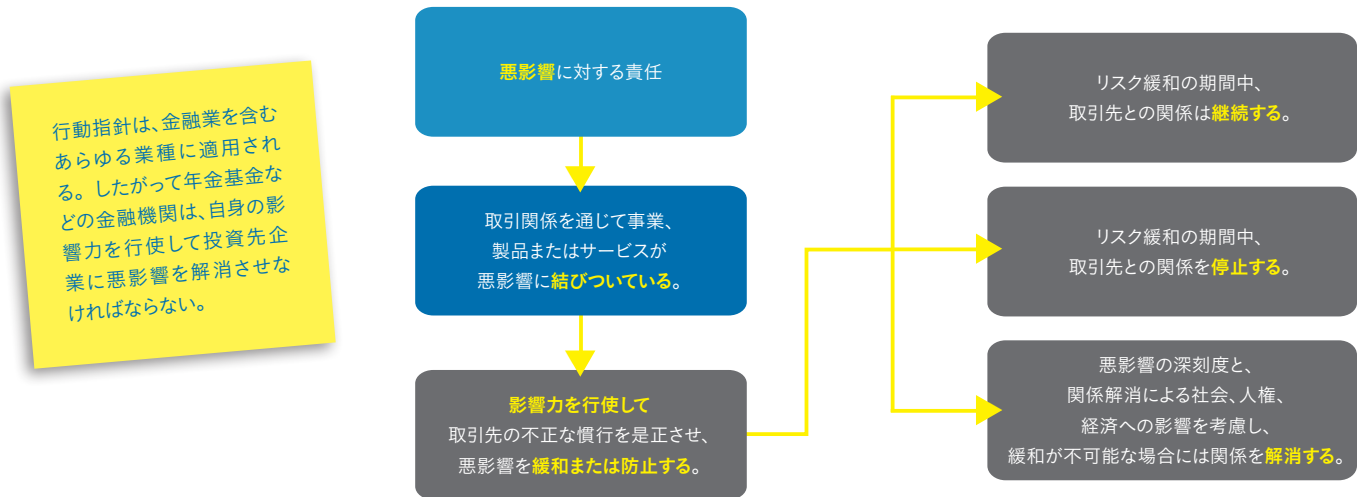 行動指針は、金融業を含む
あらゆる業種に適用され
る。したがって年金基金な
どの金融機関は、自身の影
響力を行使して投資先企
業に悪影響を解消させな
ければならない。
悪影響に対する責任
取引関係を通じて事業、
製品またはサービスが
悪影響に結びついている。
影響力を行使して
取引先の不正な慣行を是正させ、
悪影響を緩和または防止する。
リスク緩和の期間中、
取引先との関係は継続する。
リスク緩和の期間中、
取引先との関係を停止する。
悪影響の深刻度と、
関係解消による社会、人権、
経済への影響を考慮し、
緩和が不可能な場合には関係を解消する。